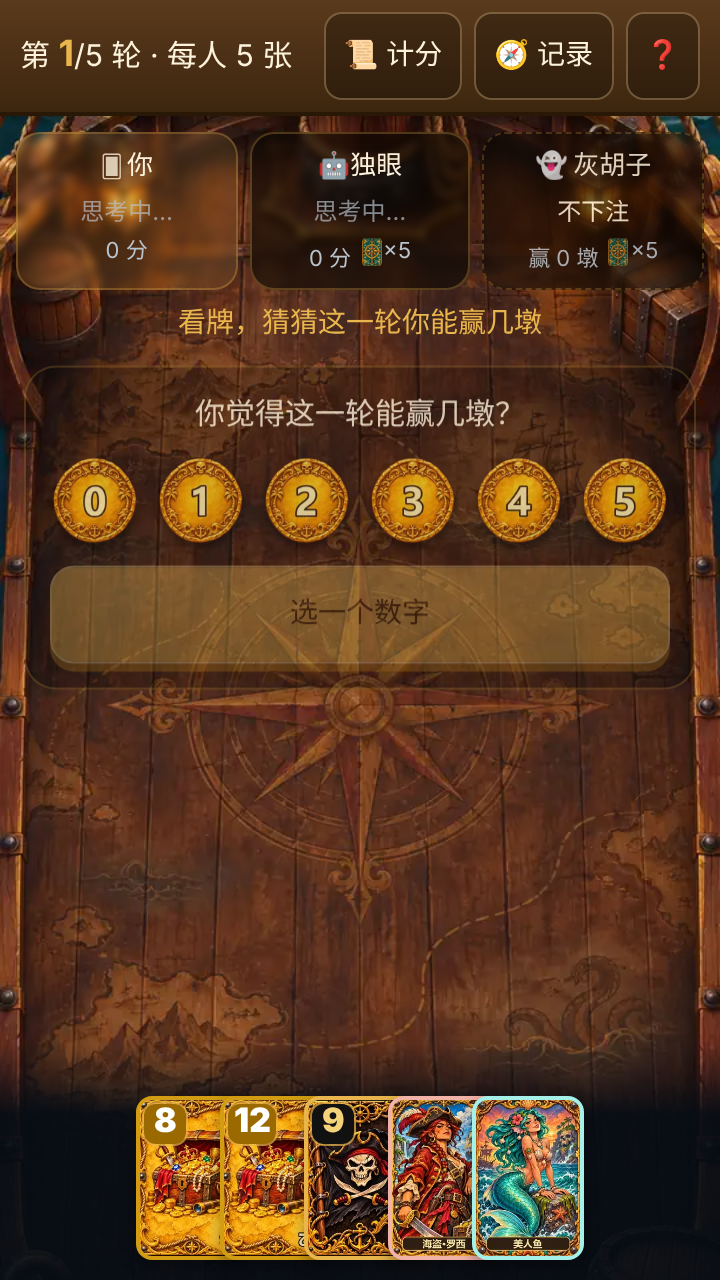 第 1/5 轮 · 每人 5 张
📜 计分
🧭 记录
❓
你
思考中...
0 分
🤖独眼
思考中...
0 分 ×5
👻 灰胡子
不下注
赢 0 墩 ×5
看牌，猜猜这一轮你能赢几墩
你觉得这一轮能赢几墩？
0 1 2 3 4 5
选一个数字
8 12 9
海盗·罗西
美人鱼